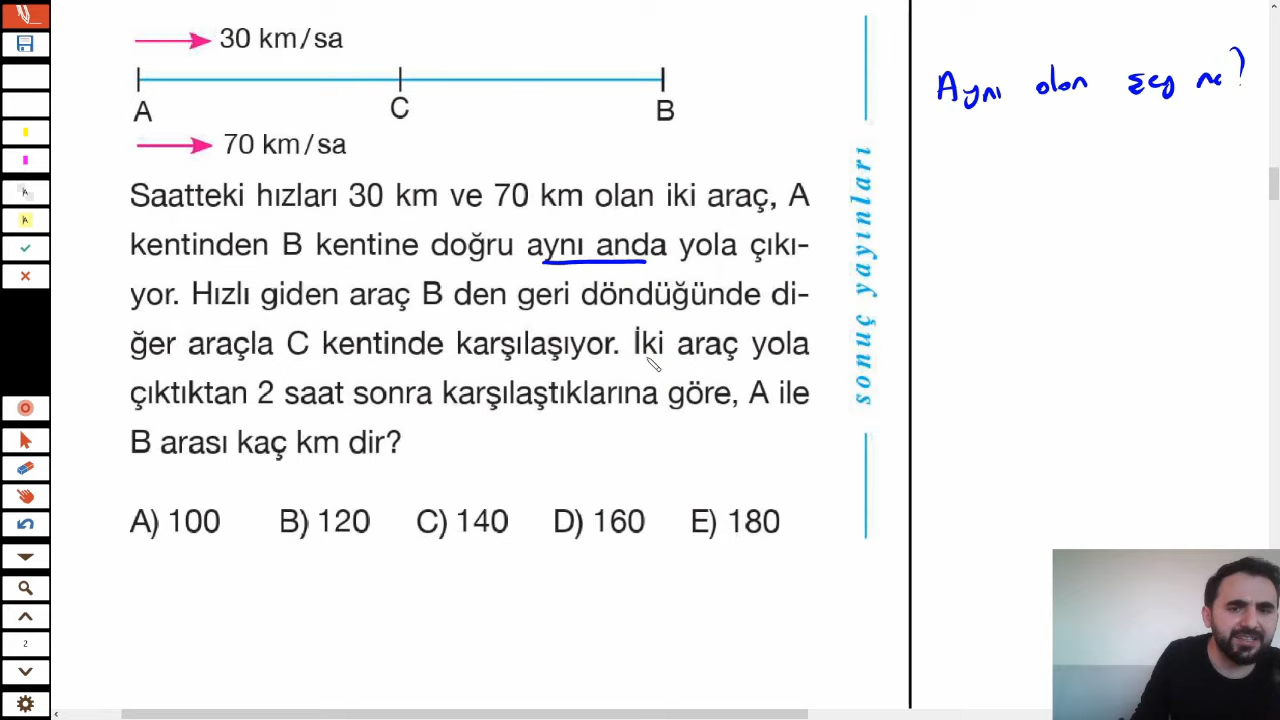 30 km/sa
A C B
70 km/sa
Saatteki hızları 30 km ve 70 km olan iki araç, A
kentinden B kentine doğru aynı anda yola çıkı-
yor. Hızlı giden araç B den geri döndüğünde di-
ğer araçla C kentinde karşılaşıyor. İki araç yola
çıktıktan 2 saat sonra karşılaştıklarına göre, A ile
B arası kaç km dir?
A) 100 B) 120 C) 140 D) 160 E) 180
sonuç yayınları
Aynı olan şey ne?
A
A
2